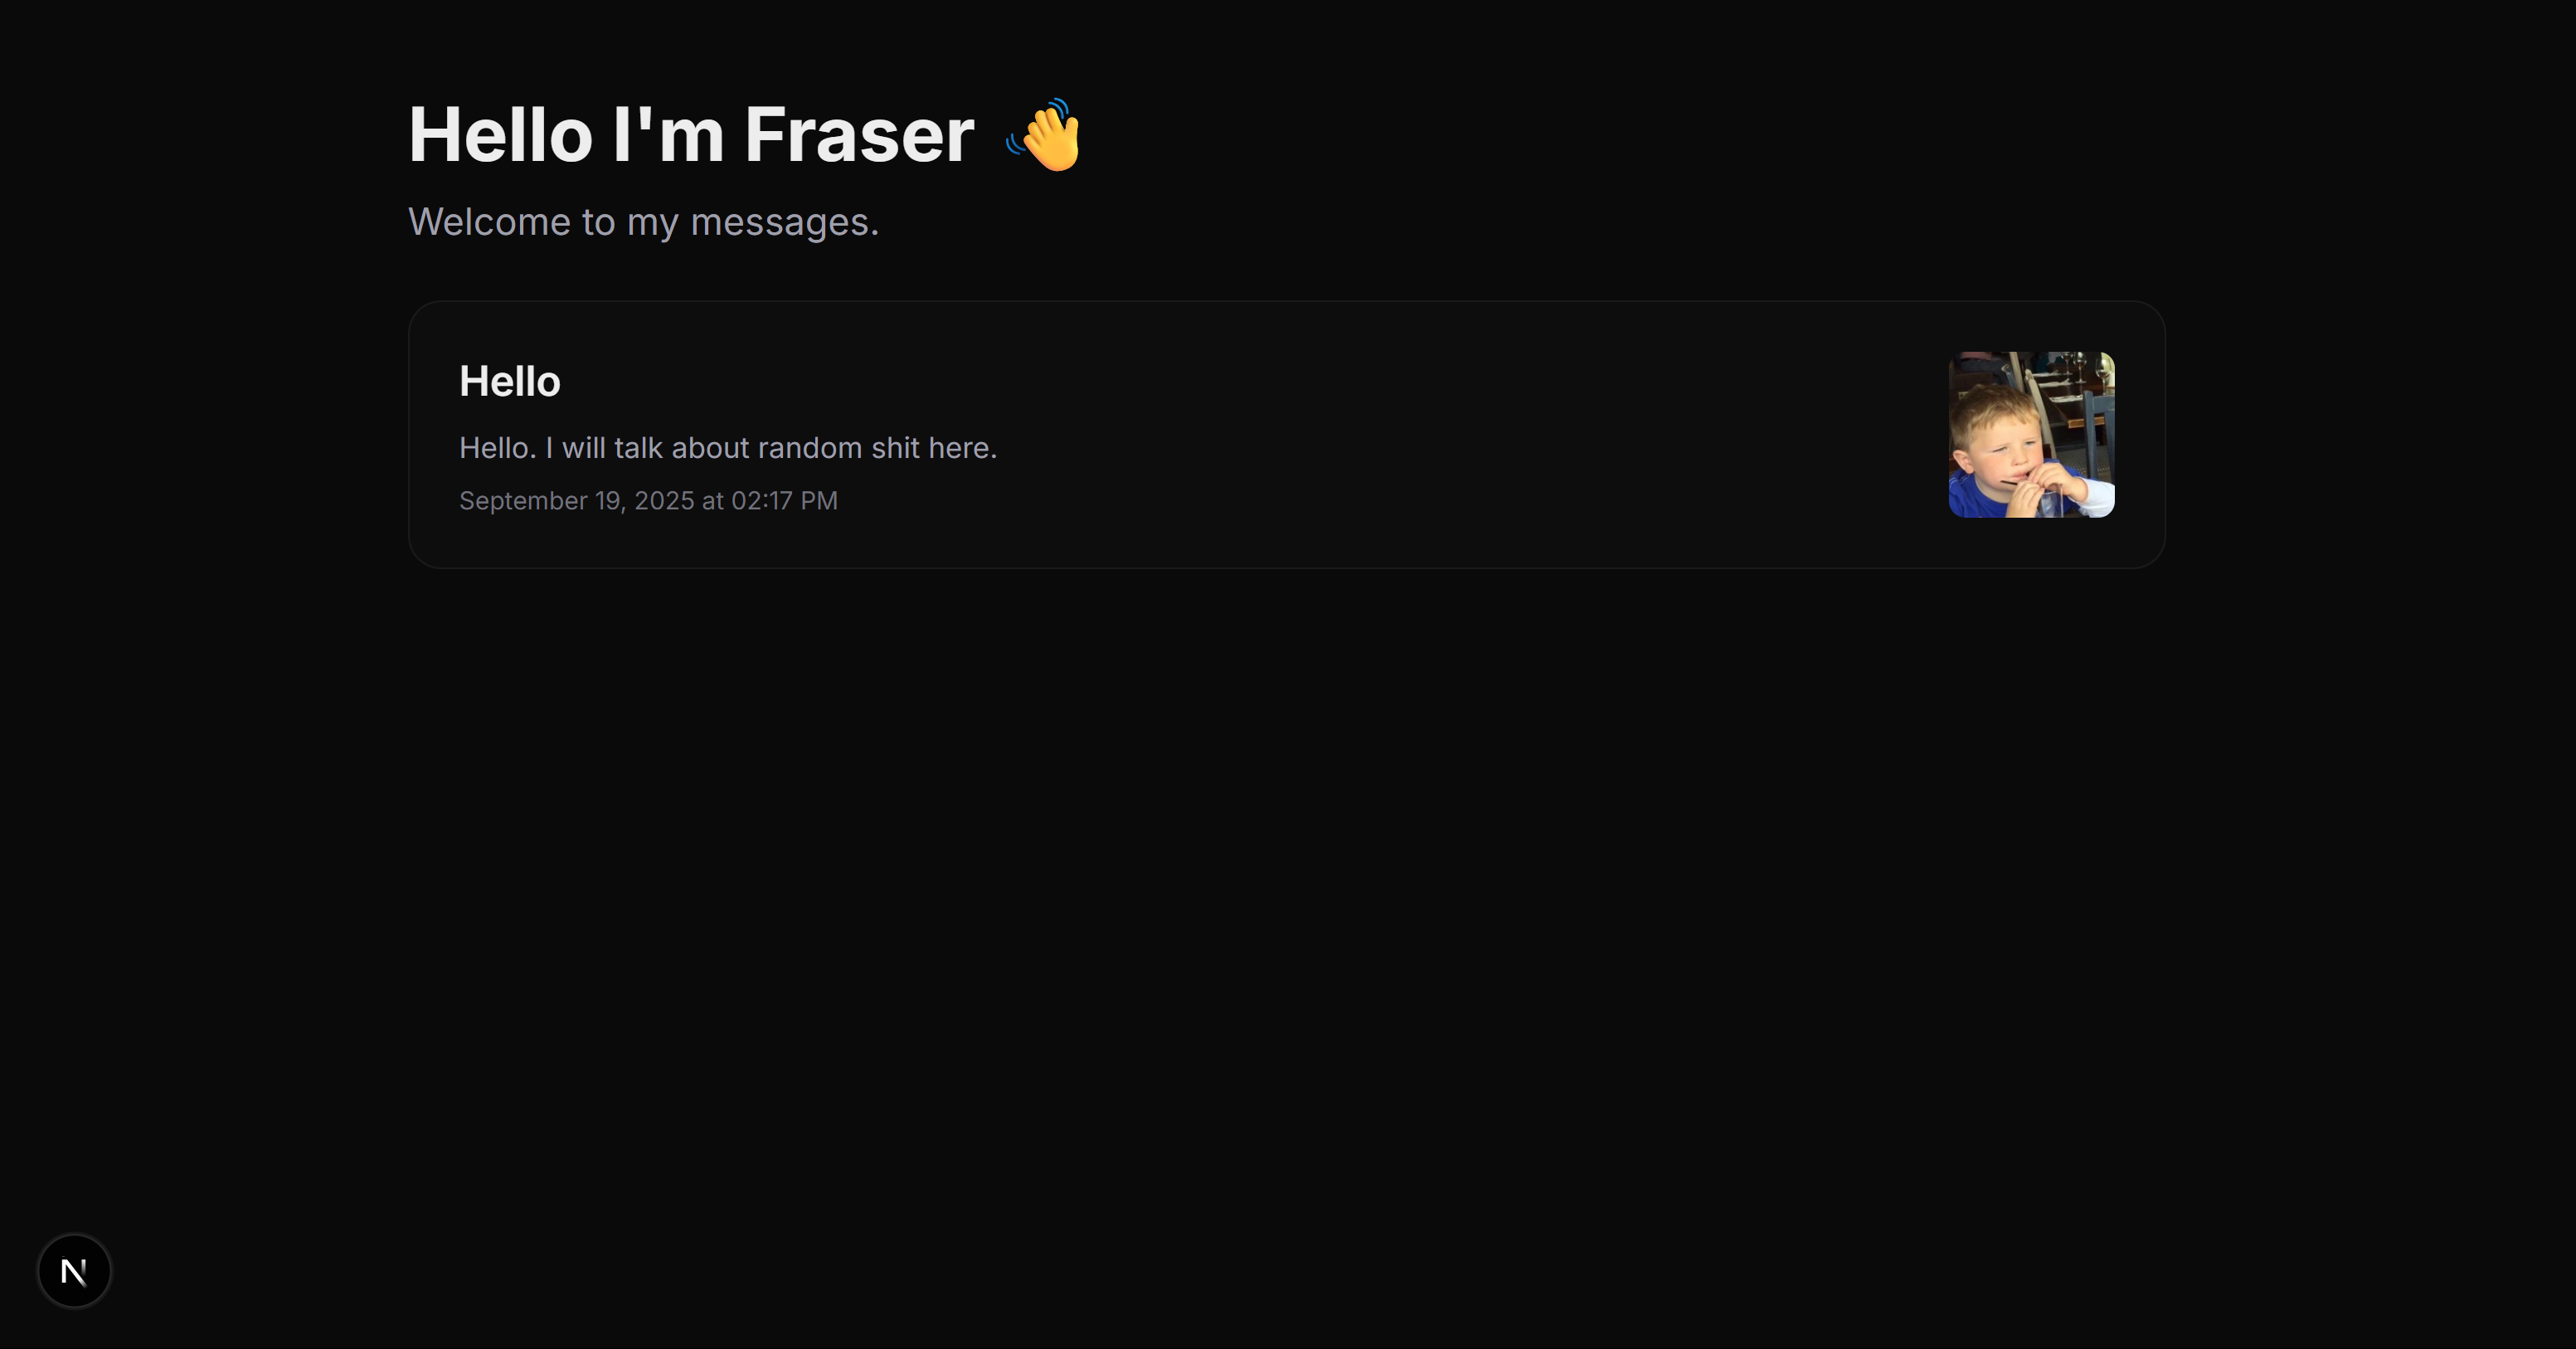 Hello I'm Fraser 👋
Welcome to my messages.
Hello
Hello. I will talk about random shit here.
September 19, 2025 at 02:17 PM
N